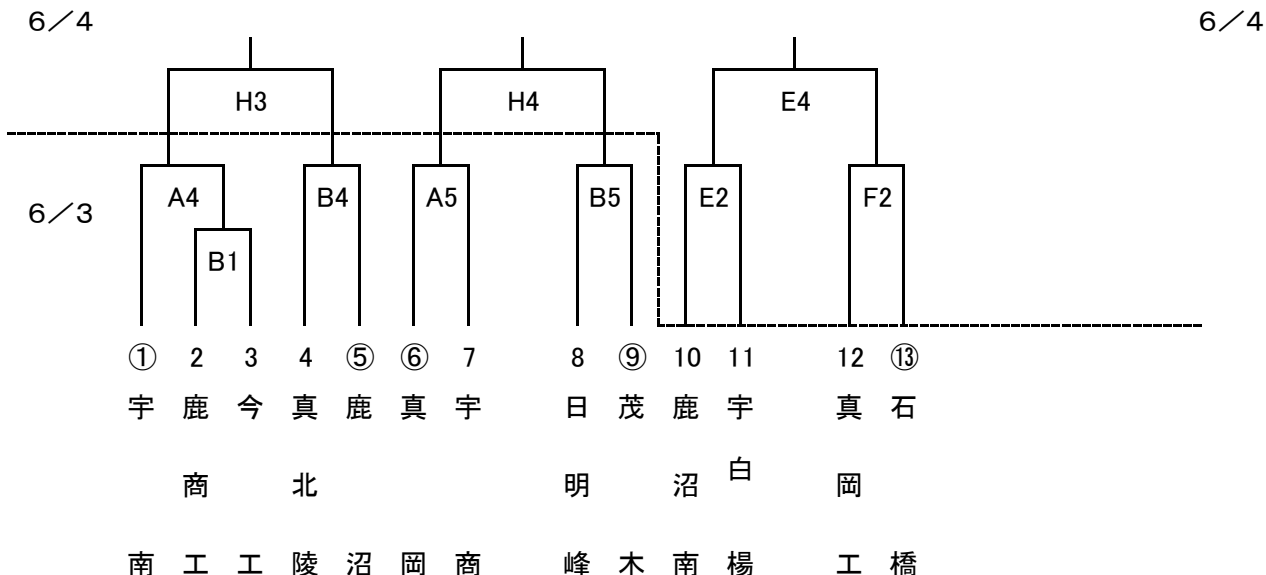 6／4 6／4
H3 H4 E4
A4 B4 A5 B5 E2 F2
6／3
B1
① 2 3 4 ⑤ ⑥ 7 8 ⑨ 10 11 12 ⑬
宇南
鹿商工
今工
真北陵
鹿沼
真岡
宇商
日明峰
茂木
鹿沼南
宇白楊
真岡工
石橋